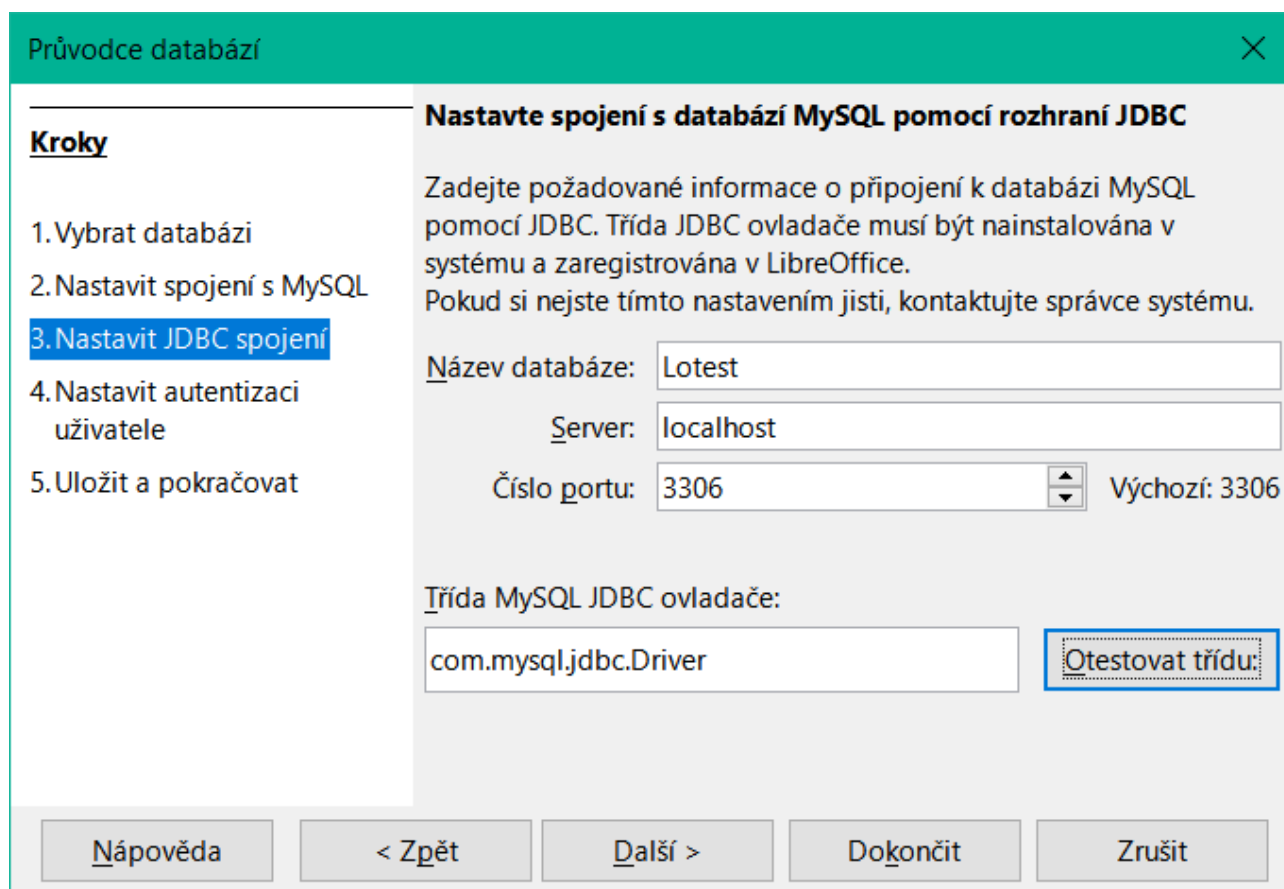 Průvodce databází
Kroky
1. Vybrat databázi
2. Nastavit spojení s MySQL
3. Nastavit JDBC spojení
4. Nastavit autentizaci
uživatele
5. Uložit a pokračovat
Nastavte spojení s databází MySQL pomocí rozhraní JDBC
Zadejte požadované informace o připojení k databázi MySQL
pomocí JDBC. Třída JDBC ovladače musí být nainstalována v
systému a zaregistrována v LibreOffice.
Pokud si nejste tímto nastavením jisti, kontaktujte správce systému.
Název databáze: Lotest
Server: localhost
Číslo portu: 3306 Výchozí: 3306
Třída MySQL JDBC ovladače:
com.mysql.jdbc.Driver Otestovat třídu:
Nápověda < Zpět Další > Dokončit Zrušit